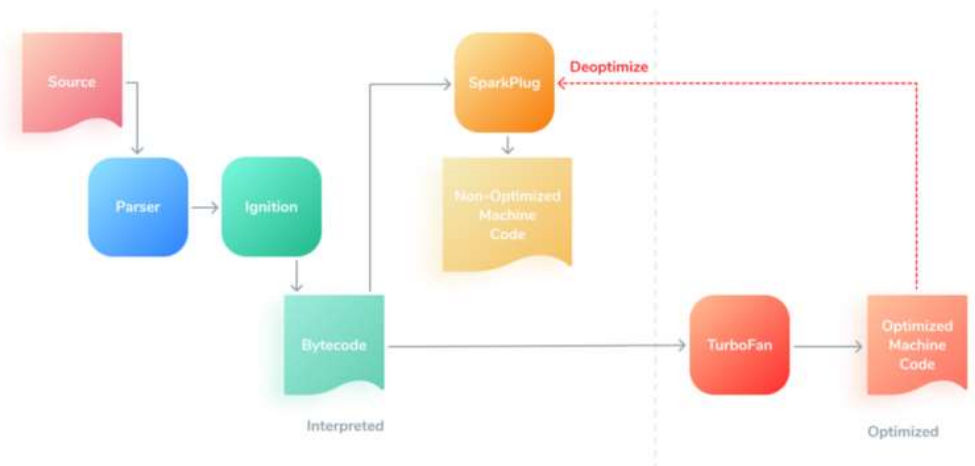 Source
SparkPlug
Deoptimize
Parser
Ignition
Non-Optimized
Machine
Code
Bytecode
TurboFan
Optimized
Machine
Code
Interpreted
Optimized